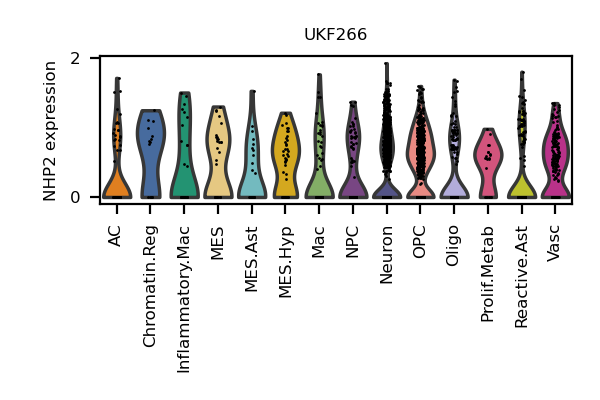 UKF266
NHP2 expression
2
0
AC
Chromatin.Reg
Inflammatory.Mac
MES
MES.Ast
MES.Hyp
Mac
NPC
Neuron
OPC
Oligo
Prolif.Metab
Reactive.Ast
Vasc